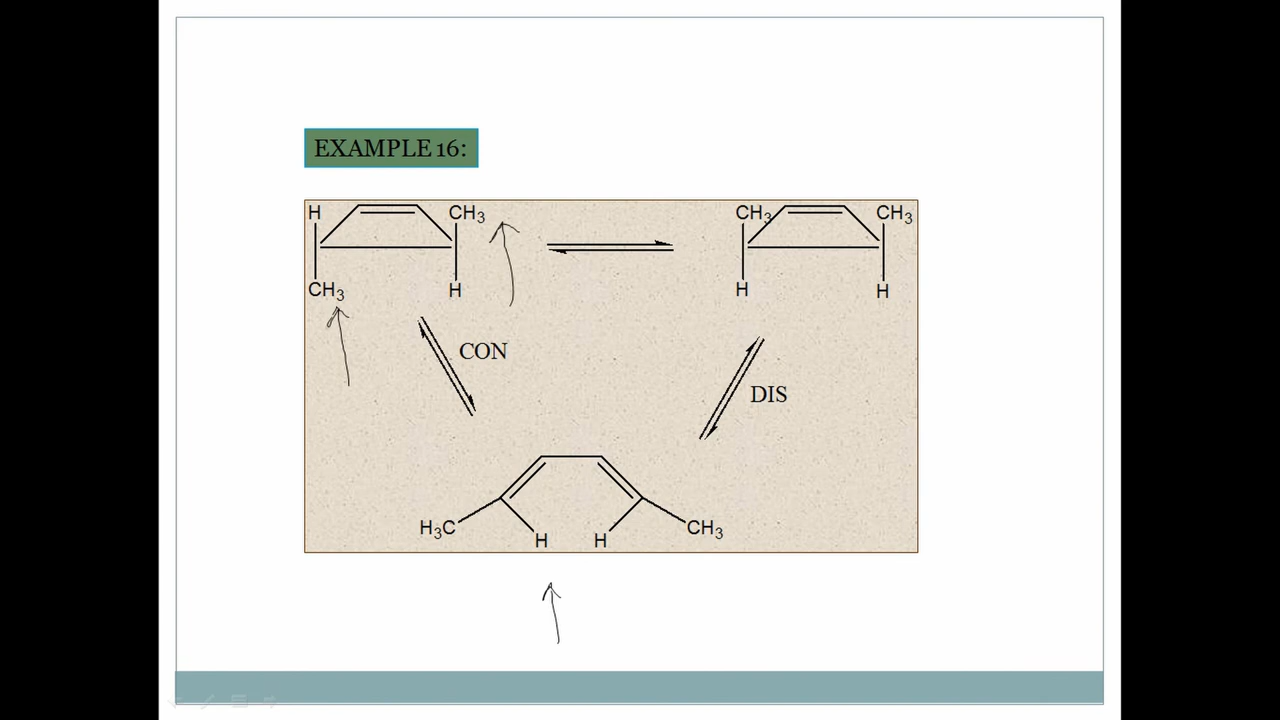 EXAMPLE 16:
H CH3 CH3 CH3
CH3 H H H
CON
DIS
H3C H H CH3